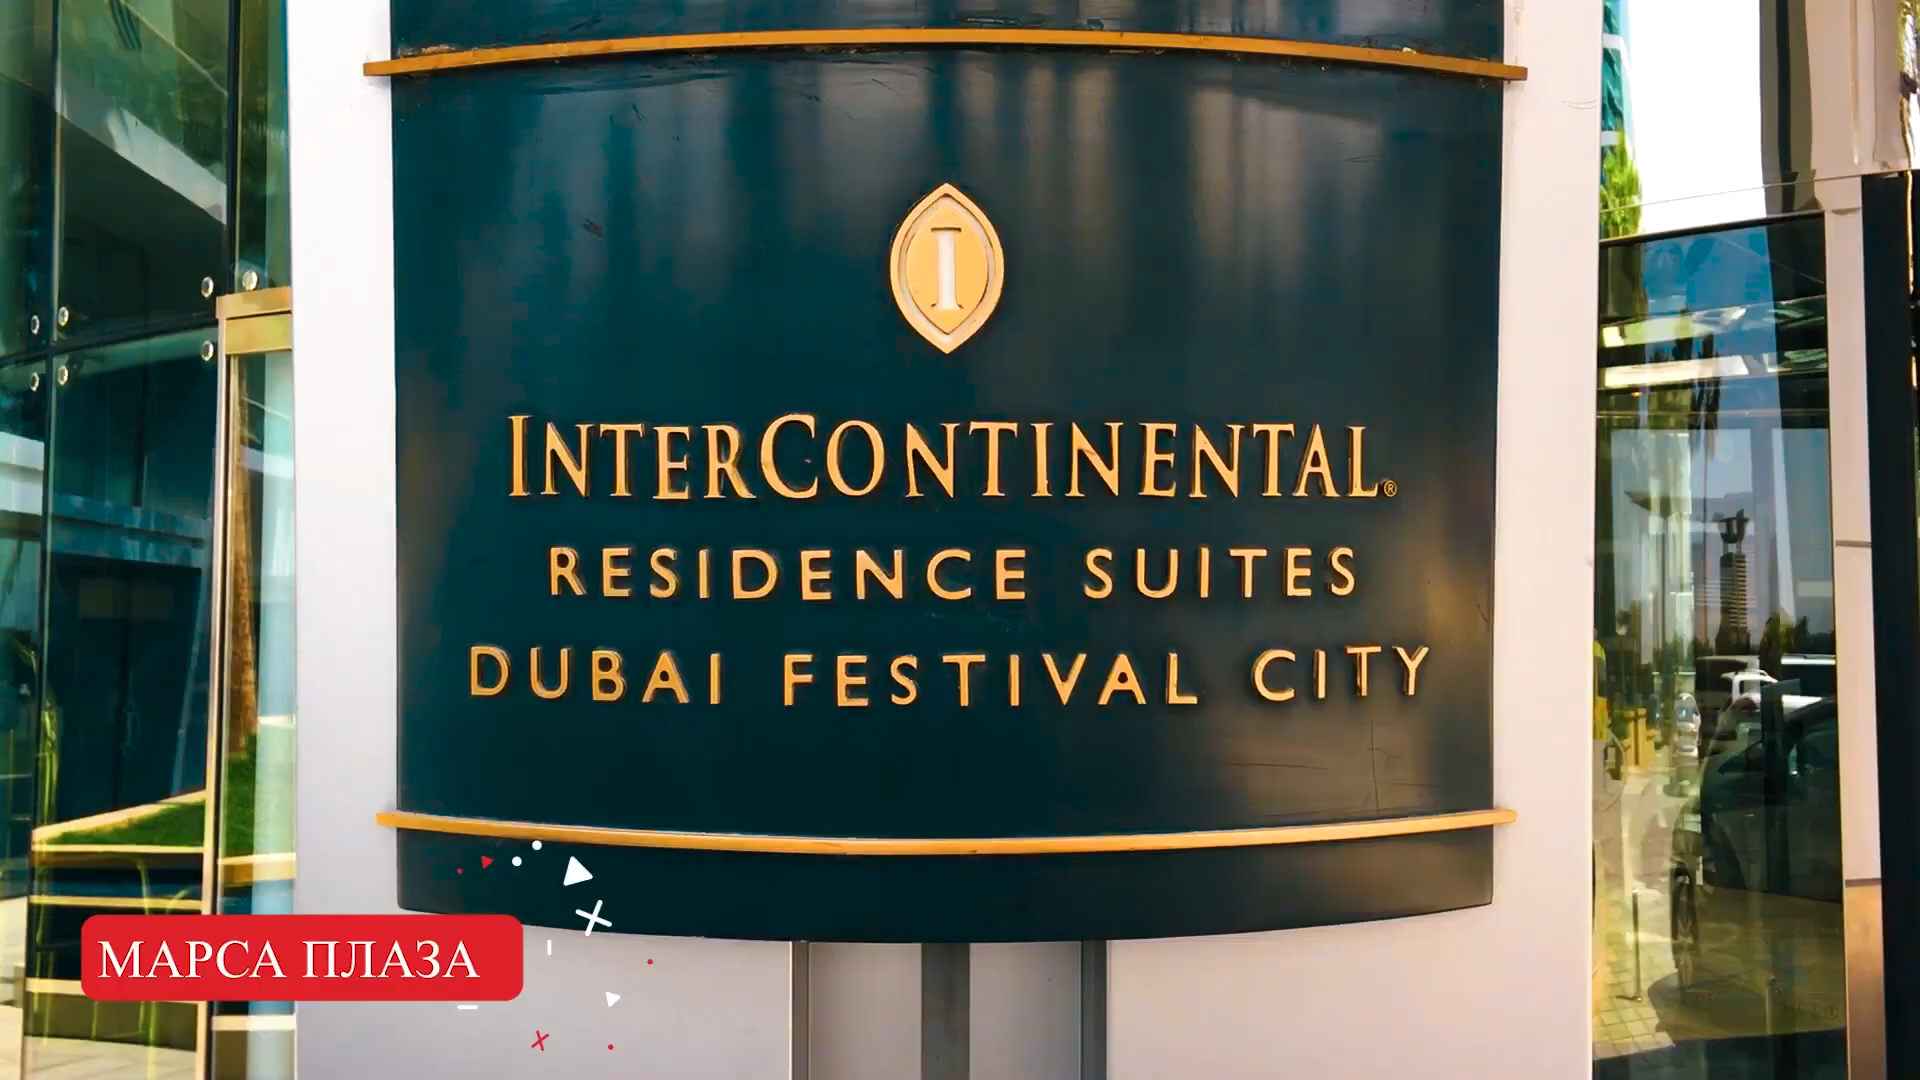 I
INTERCONTINENTAL®
RESIDENCE SUITES
DUBAI FESTIVAL CITY
МАРСА ПЛАЗА